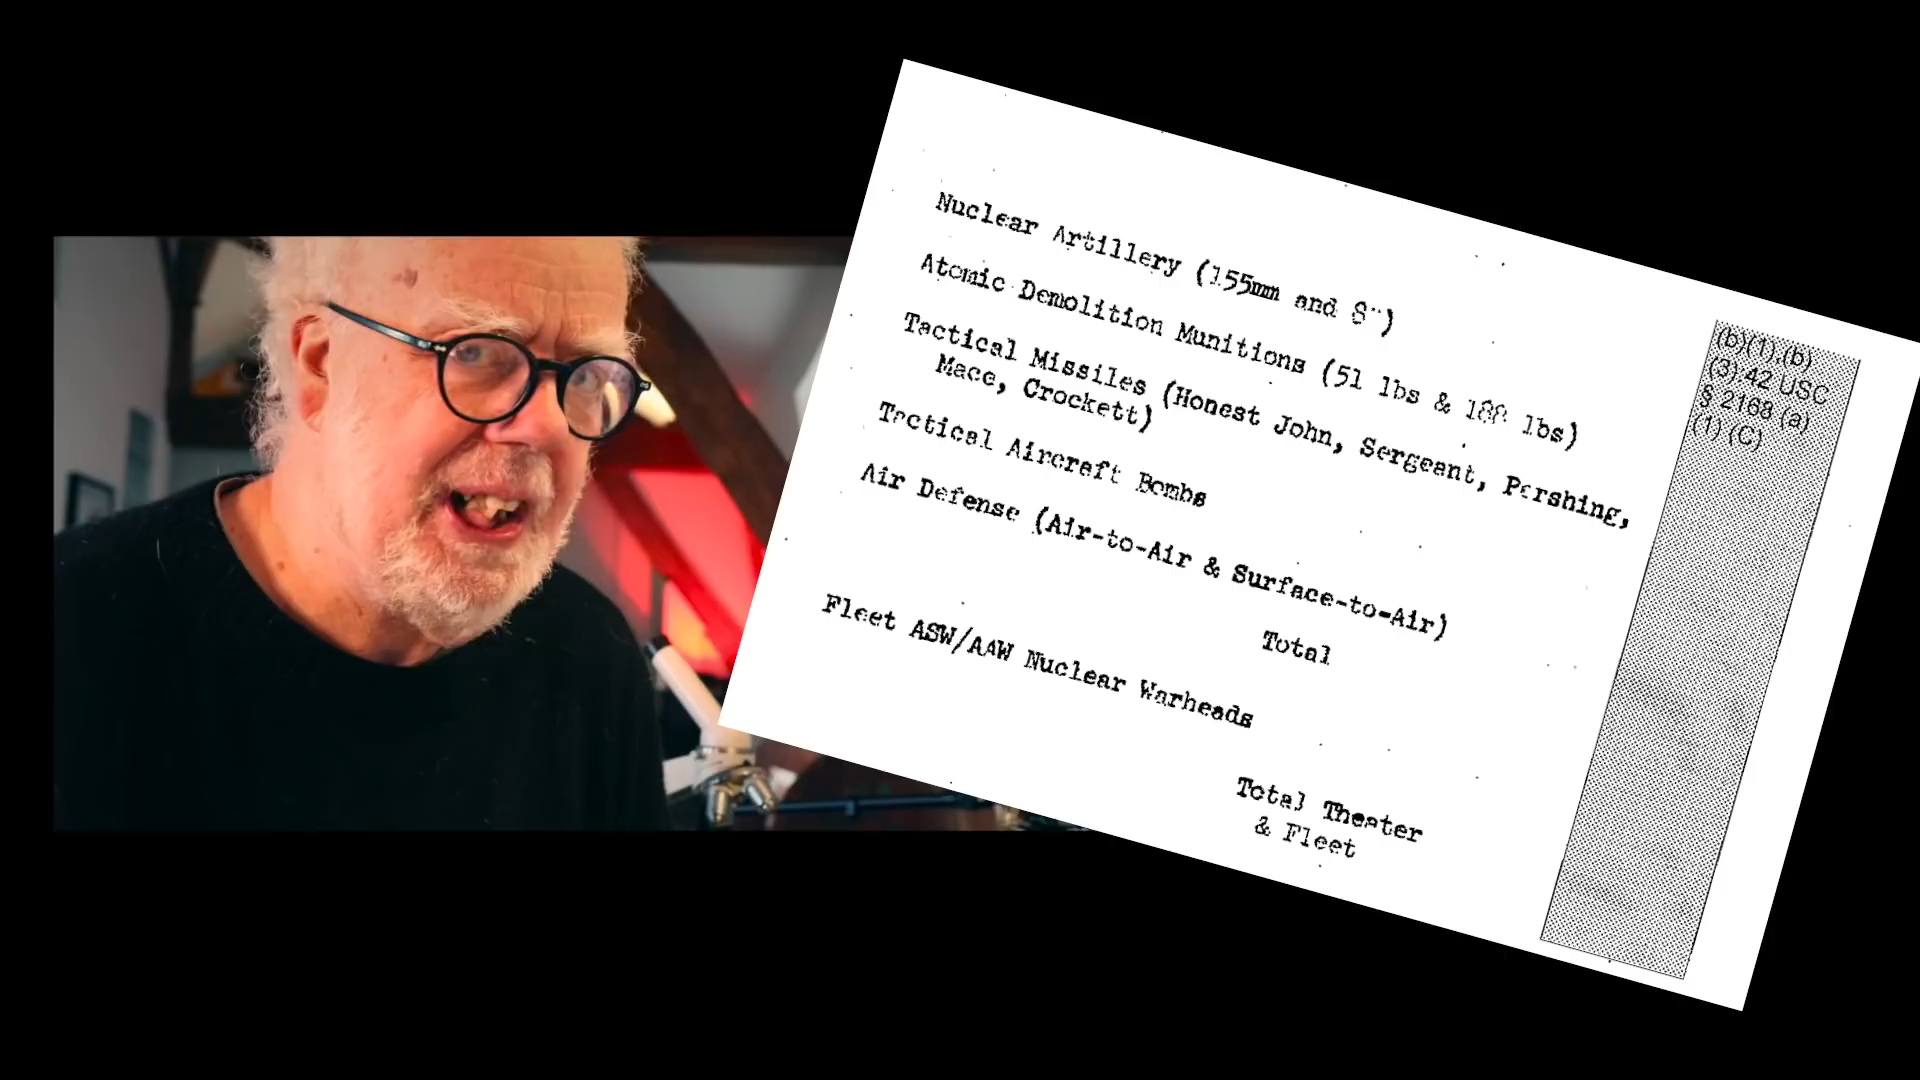 Nuclear Artillery (155mm and 8")
Atomic Demolition Munitions (51 lbs & 188 lbs)
Tactical Missiles (Honest John, Sergeant, Pershing,
Mace, Crockett)
Tactical Aircraft Bombs
Air Defense (Air-to-Air & Surface-to-Air)
Total
Fleet ASW/AAW Nuclear Warheads
Total Theater
& Fleet
(b)(1),(b)
(3):42 USC
§ 2168 (a)
(1) (C)